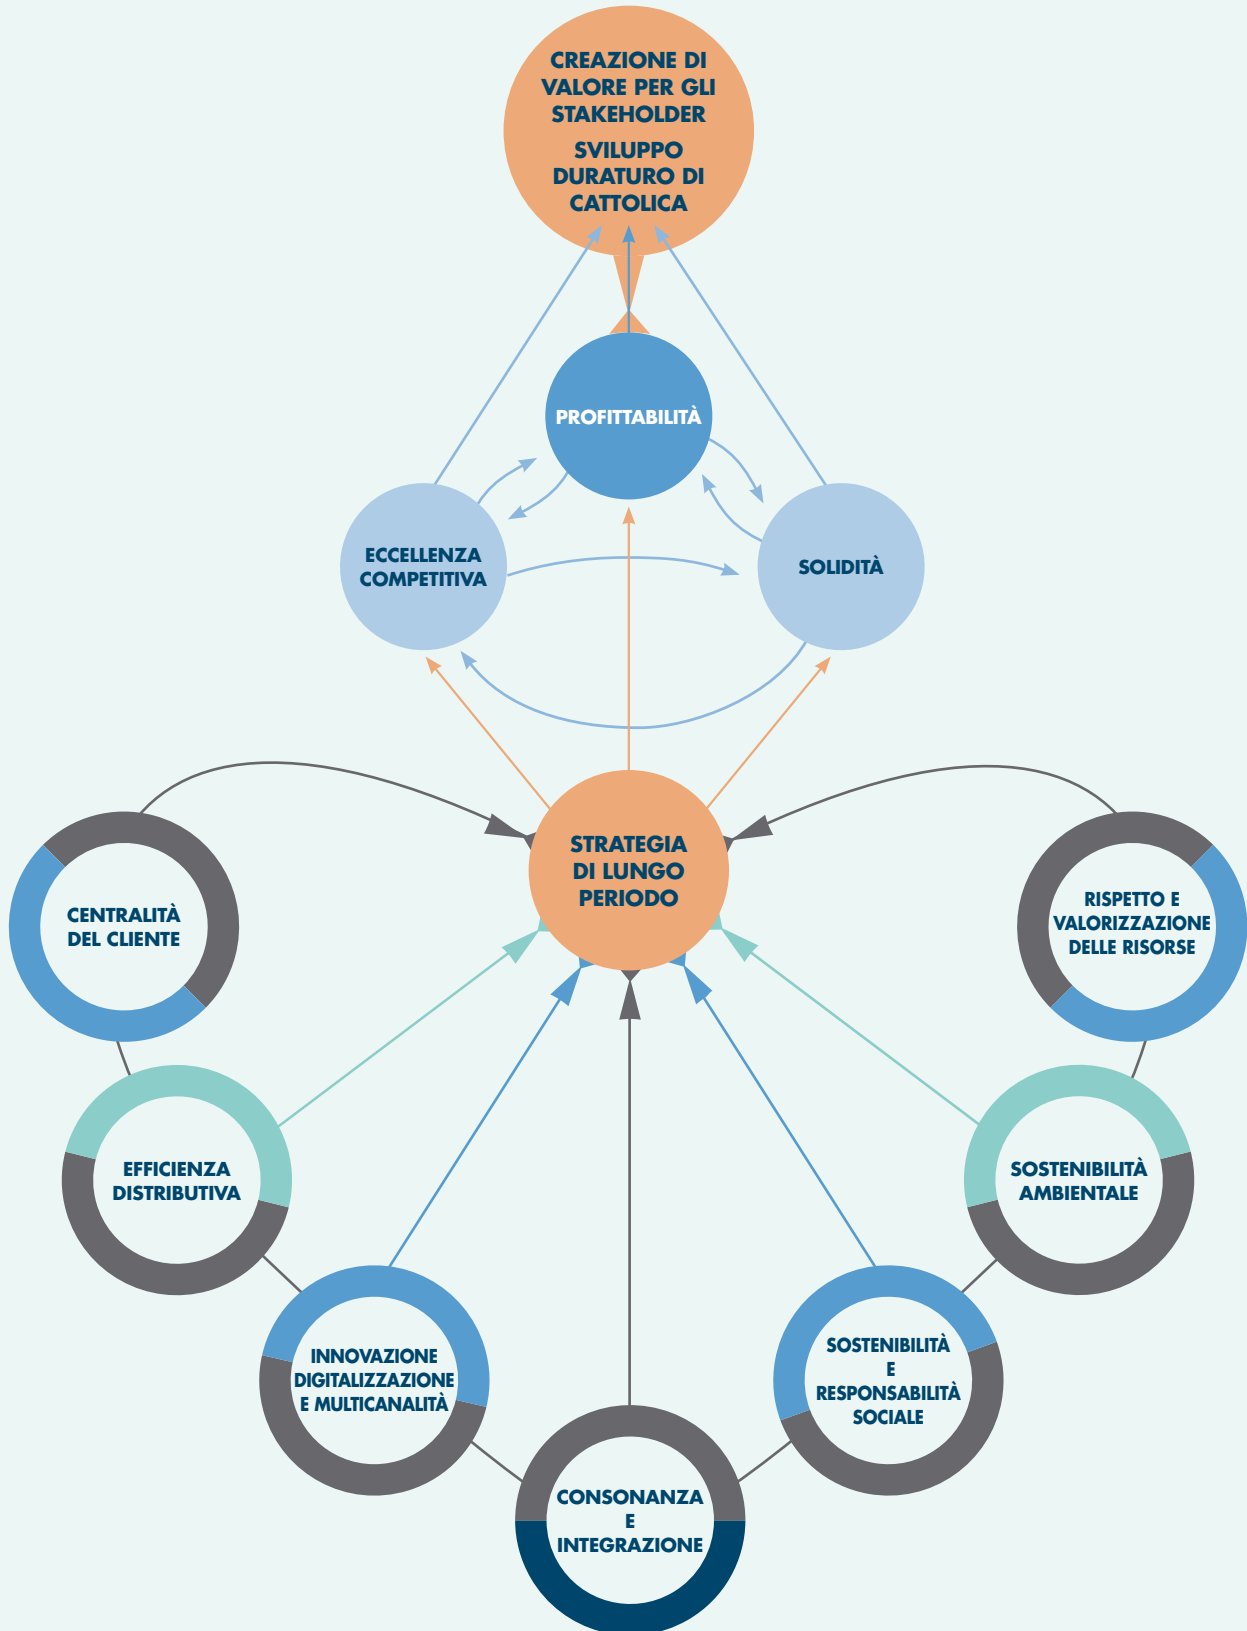 CREAZIONE DI
VALORE PER GLI
STAKEHOLDER
SVILUPPO
DURATURO DI
CATTOLICA
PROFITTABILITÀ
ECCELLENZA
COMPETITIVA
SOLIDITÀ
STRATEGIA
DI LUNGO
PERIODO
CENTRALITÀ
DEL CLIENTE
RISPETTO E
VALORIZZAZIONE
DELLE RISORSE
EFFICIENZA
DISTRIBUTIVA
SOSTENIBILITÀ
AMBIENTALE
INNOVAZIONE
DIGITALIZZAZIONE
E MULTICANALITÀ
SOSTENIBILITÀ
E
RESPONSABILITÀ
SOCIALE
CONSONANZA
E
INTEGRAZIONE